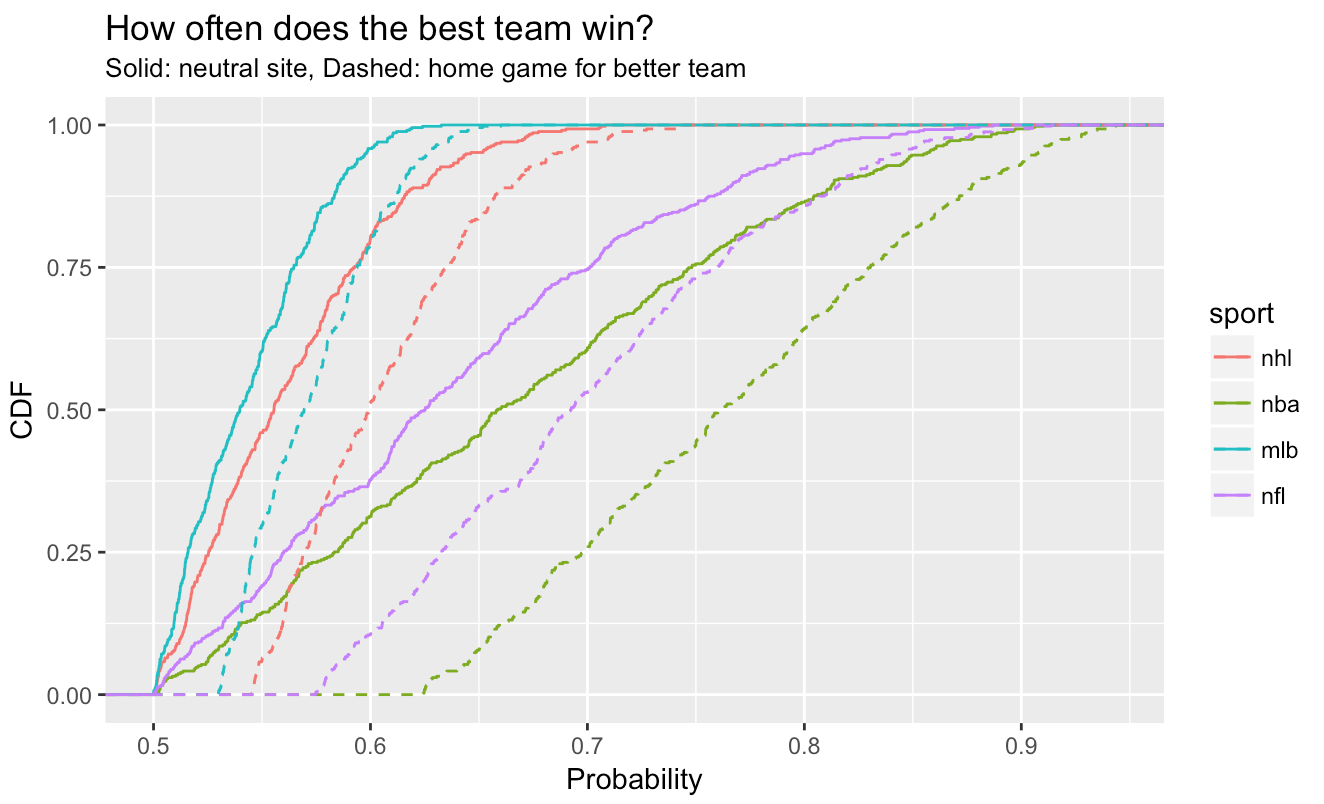 How often does the best team win?
Solid: neutral site, Dashed: home game for better team
1.00
0.75
0.50
0.25
0.00
CDF
0.5 0.6 0.7 0.8 0.9
Probability
sport
nhl
nba
mlb
nfl